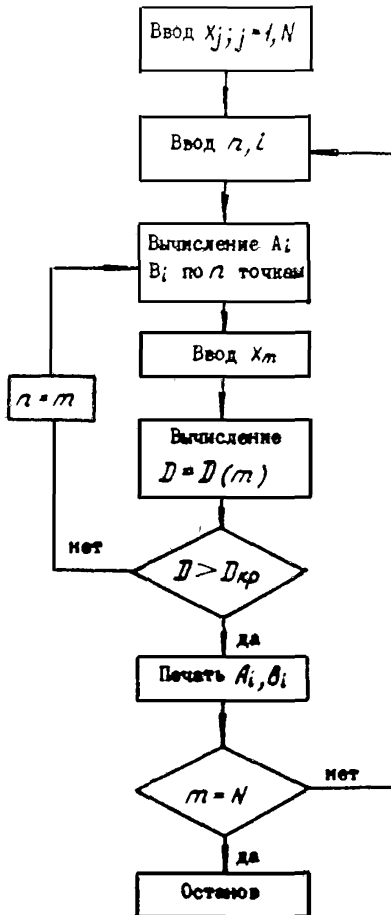 Ввод xj; j=1, N
Ввод n, i
Вычисление Ai
Bi по n точкам
Ввод Xm
n = m
Вычисление
D = D(m)
нет
D > Dкр
да
Печать Ai, Bi
нет
m = N
да
Останов